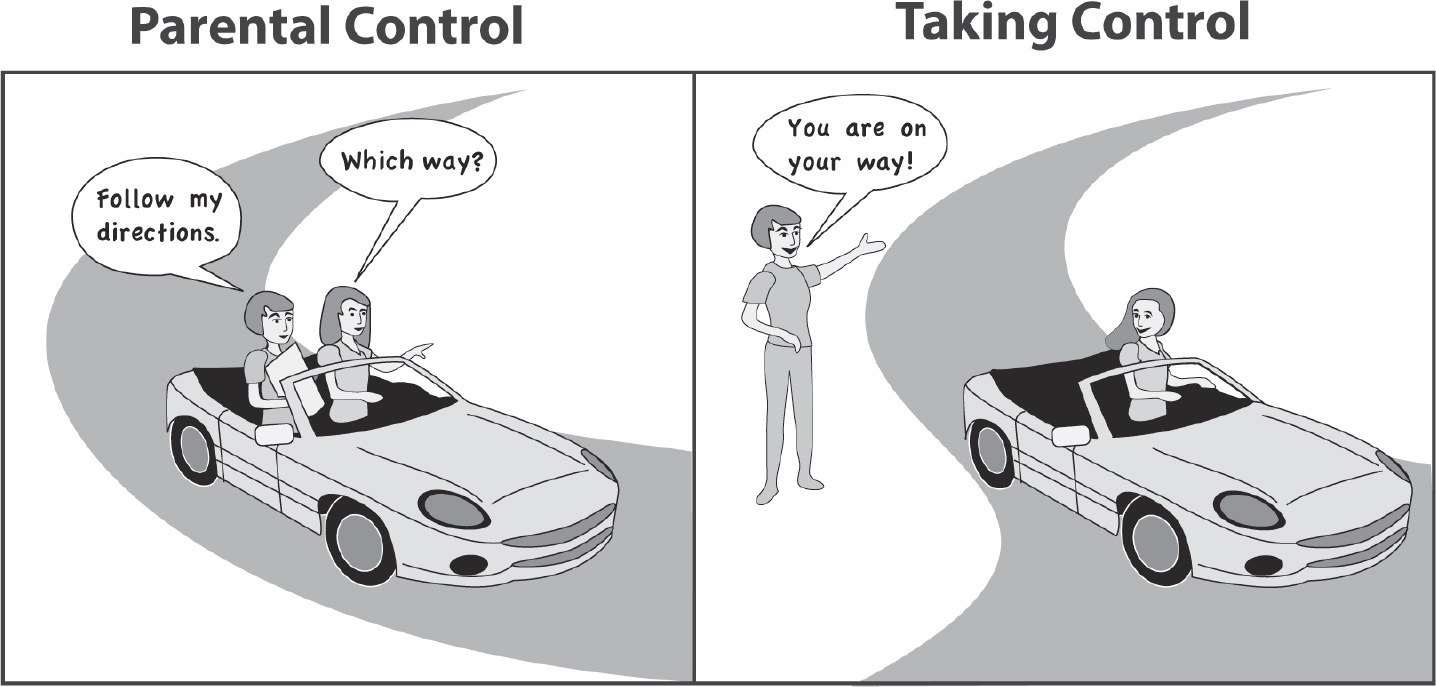 Parental Control
Follow my
directions.
Which way?
Taking Control
You are on
your way!